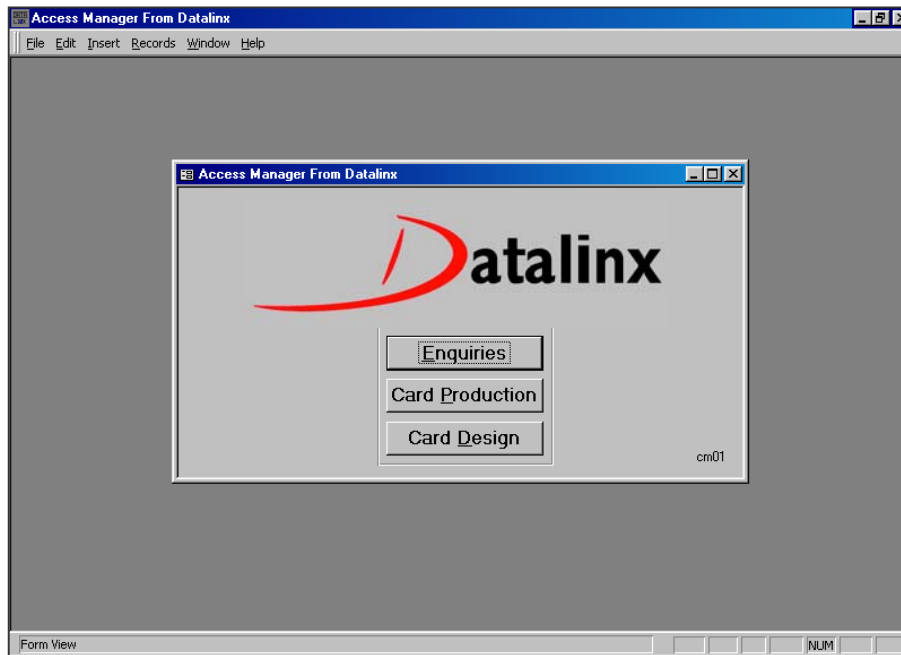 Access Manager From Datalinx
File Edit Insert Records Window Help
Access Manager From Datalinx
Datalinx
Enquiries
Card Production
Card Design
cm01
Form View NUM